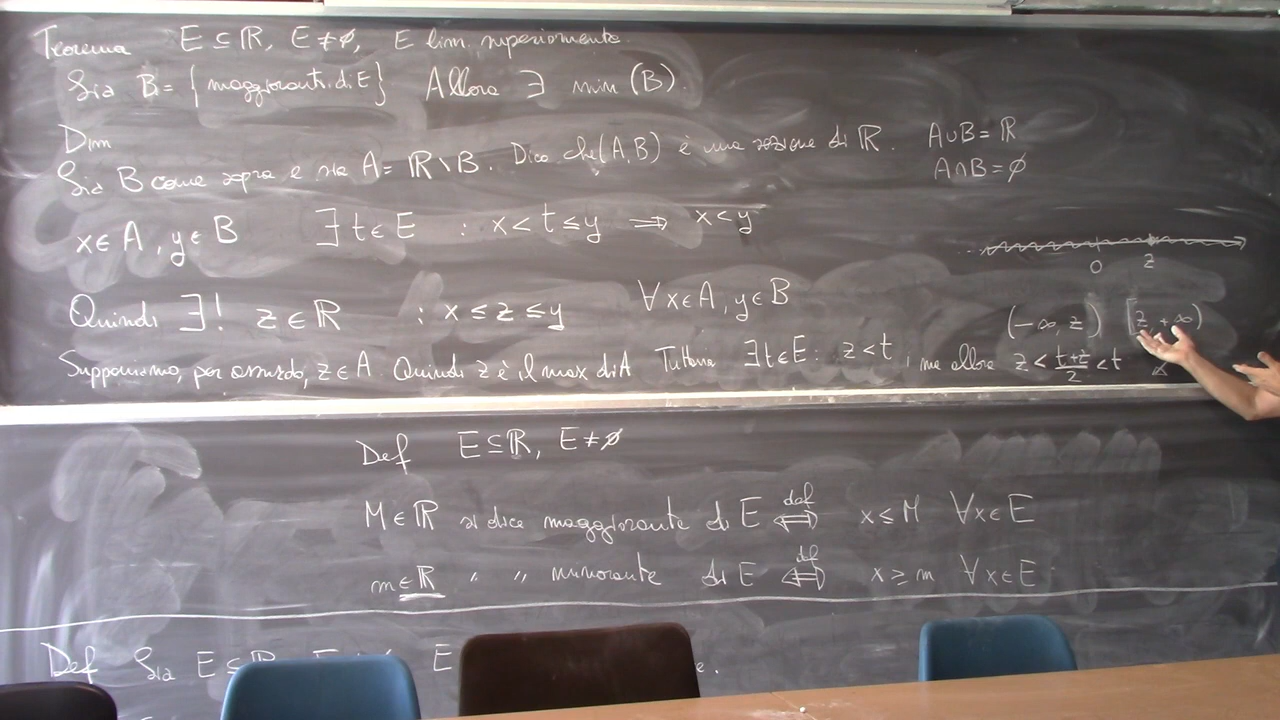 Teorema E ⊆ ℝ, E ≠ ∅, E lim. superiormente.
Sia B = { maggioranti di E } Allora ∃ min (B).
Dim
Sia B come sopra e sia A = ℝ \ B. Dico che (A, B) è una sezione di ℝ. A ∪ B = ℝ
A ∩ B = ∅
x ∈ A, y ∈ B ∃ t ∈ E : x < t ≤ y ⟹ x < y
0 z
Quindi ∃! z ∈ ℝ : x ≤ z ≤ y ∀ x ∈ A, y ∈ B
(-∞, z) [z, +∞)
Supponiamo, per assurdo, z ∈ A. Quindi z è il max di A Tuttavia ∃ t ∈ E : z < t, ma allora z < (t+z)/2 < t
Def E ⊆ ℝ, E ≠ ∅
M ∈ ℝ si dice maggiorante di E ⟺ def x ≤ M ∀ x ∈ E
m ∈ ℝ " " minorante di E ⟺ def x ≥ m ∀ x ∈ E
Def Sia E ⊆ ℝ, E